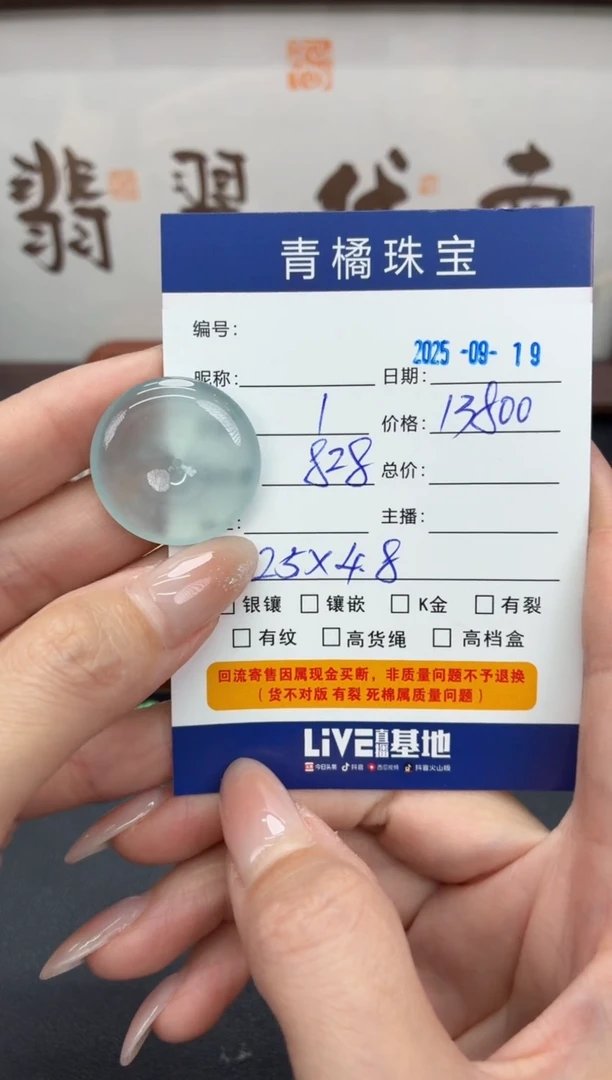 翡翠
青橘珠宝
编号:
2025 -09- 19
昵称: 日期:
1 价格: 13800
828 总价:
: 主播:
25×4.8
银镶 镶嵌 K金 有裂
有纹 高货绳 高档盒
回流寄售因属现金买断，非质量问题不予退换
（货不对版 有裂 死棉属质量问题）
LIVE直播基地
今日头条 抖音 西瓜视频 抖音火山版